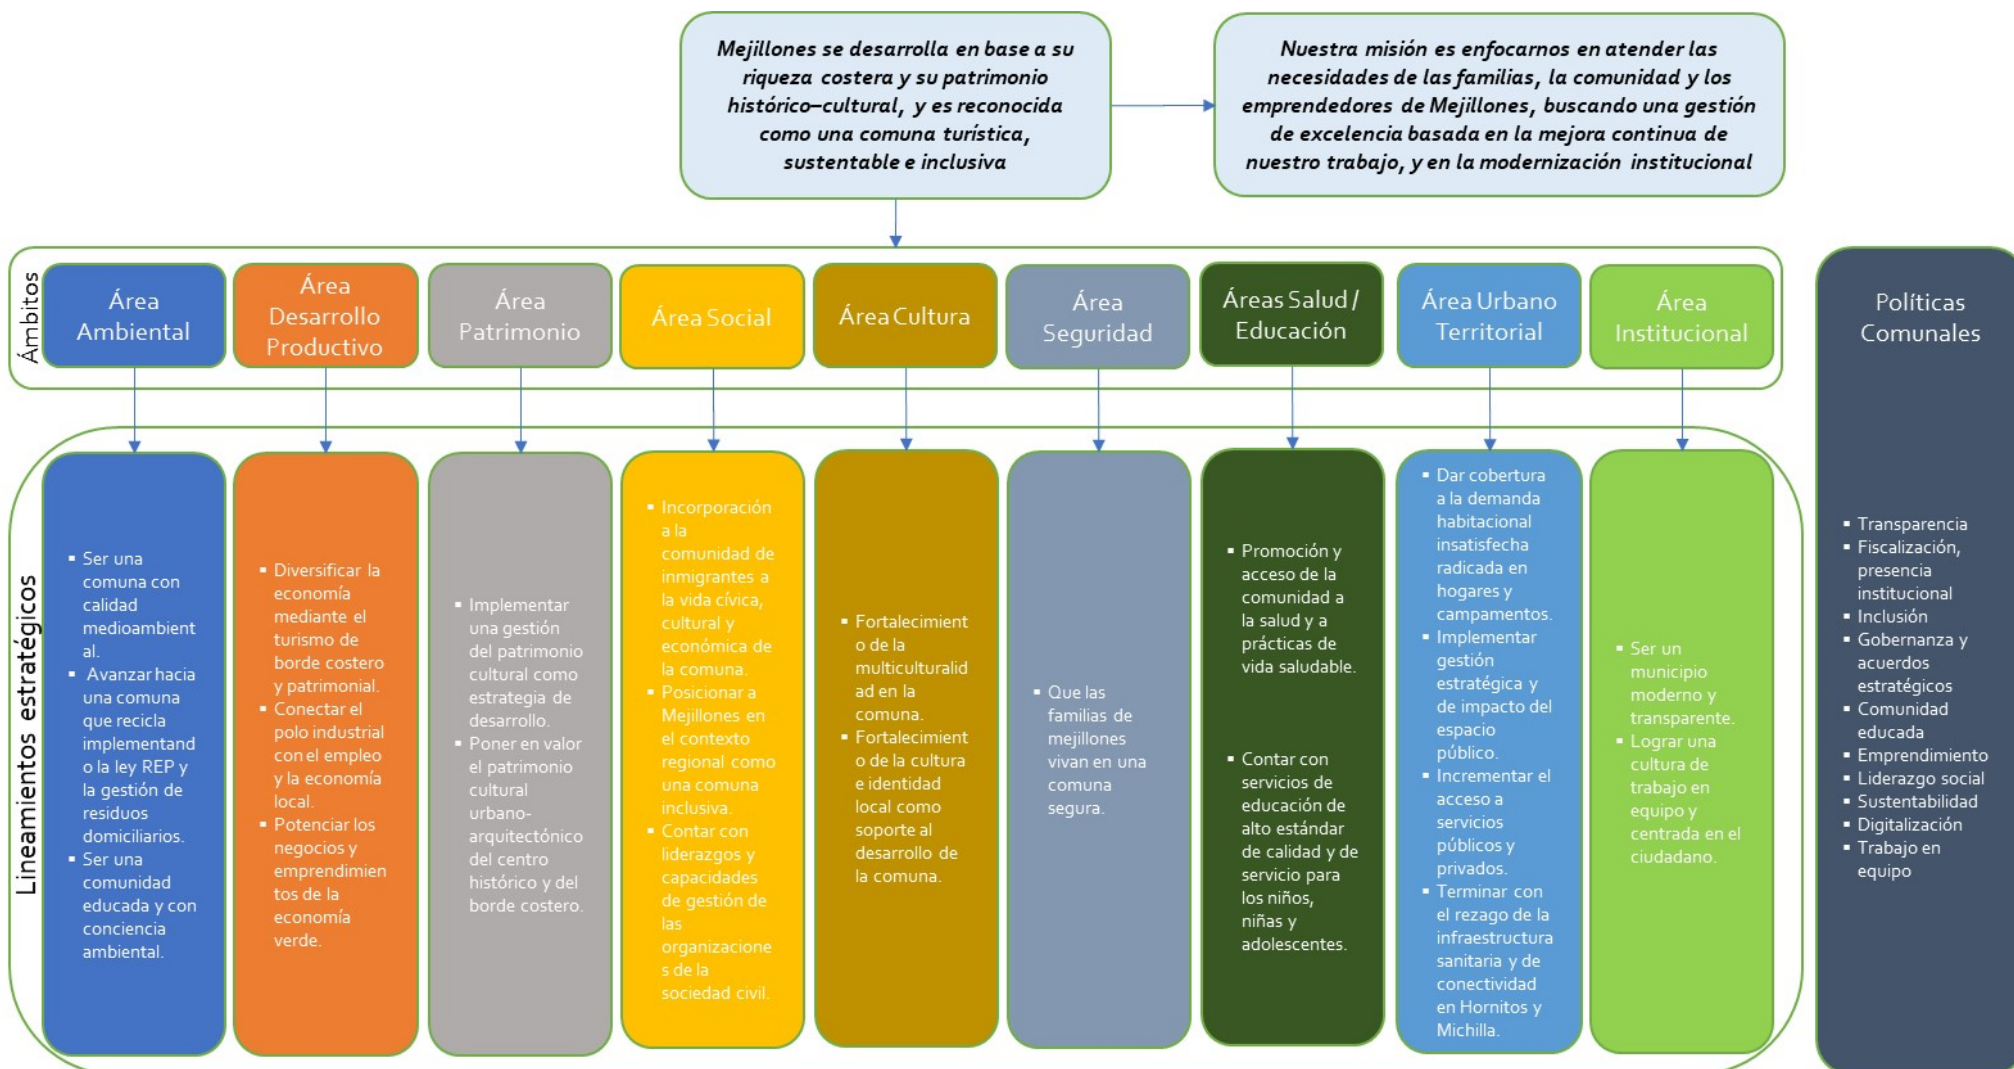 Mejillones se desarrolla en base a su
riqueza costera y su patrimonio
histórico–cultural, y es reconocida
como una comuna turística,
sustentable e inclusiva
Nuestra misión es enfocarnos en atender las
necesidades de las familias, la comunidad y los
emprendedores de Mejillones, buscando una gestión
de excelencia basada en la mejora continua de
nuestro trabajo, y en la modernización institucional
Ámbitos
Área
Ambiental
Área
Desarrollo
Productivo
Área
Patrimonio
Área Social
Área Cultura
Área
Seguridad
Áreas Salud /
Educación
Área Urbano
Territorial
Área
Institucional
Políticas
Comunales
Lineamientos estratégicos
▪ Ser una
comuna con
calidad
medioambient
al.
▪ Avanzar hacia
una comuna
que recicla
implementand
o la ley REP y
la gestión de
residuos
domiciliarios.
▪ Ser una
comunidad
educada y con
conciencia
ambiental.
▪ Diversificar la
economía
mediante el
turismo de
borde costero
y patrimonial.
▪ Conectar el
polo industrial
con el empleo
y la economía
local.
▪ Potenciar los
negocios y
emprendimien
tos de la
economía
verde.
▪ Implementar
una gestión
del patrimonio
cultural como
estrategia de
desarrollo.
▪ Poner en valor
el patrimonio
cultural
urbano-
arquitectónico
del centro
histórico y del
borde costero.
▪ Incorporación
a la
comunidad de
inmigrantes a
la vida cívica,
cultural y
económica de
la comuna.
▪ Posicionar a
Mejillones en
el contexto
regional como
una comuna
inclusiva.
▪ Contar con
liderazgos y
capacidades
de gestión de
las
organizacione
s de la
sociedad civil.
▪ Fortalecimient
o de la
multiculturalid
ad en la
comuna.
▪ Fortalecimient
o de la cultura
e identidad
local como
soporte al
desarrollo de
la comuna.
▪ Que las
familias de
mejillones
vivan en una
comuna
segura.
▪ Promoción y
acceso de la
comunidad a
la salud y a
prácticas de
vida saludable.
▪ Contar con
servicios de
educación de
alto estándar
de calidad y de
servicio para
los niños,
niñas y
adolescentes.
▪ Dar cobertura
a la demanda
habitacional
insatisfecha
radicada en
hogares y
campamentos.
▪ Implementar
gestión
estratégica y
de impacto del
espacio
público.
▪ Incrementar el
acceso a
servicios
públicos y
privados.
▪ Terminar con
el rezago de la
infraestructura
sanitaria y de
conectividad
en Hornitos y
Michilla.
▪ Ser un
municipio
moderno y
transparente.
▪ Lograr una
cultura de
trabajo en
equipo y
centrada en el
ciudadano.
▪ Transparencia
▪ Fiscalización,
presencia
institucional
▪ Inclusión
▪ Gobernanza y
acuerdos
estratégicos
▪ Comunidad
educada
▪ Emprendimiento
▪ Liderazgo social
▪ Sustentabilidad
▪ Digitalización
▪ Trabajo en
equipo